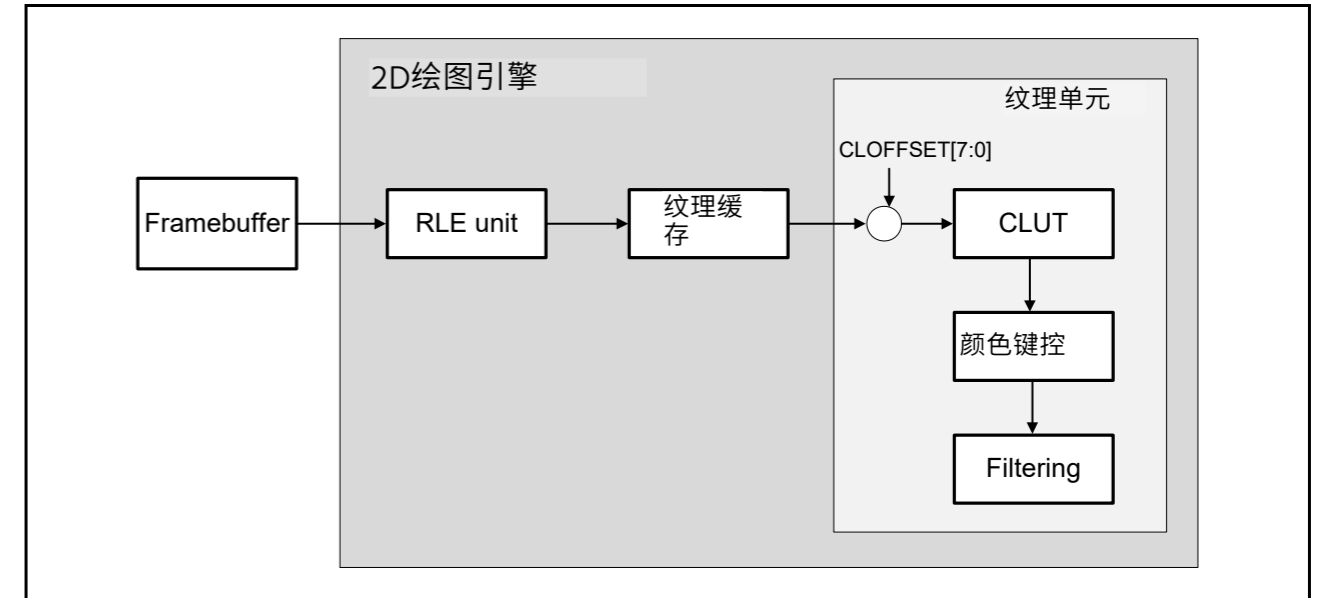 2D绘图引擎
纹理单元
CLOFFSET[7:0]
Framebuffer
RLE unit
纹理缓
存
CLUT
颜色键控
Filtering